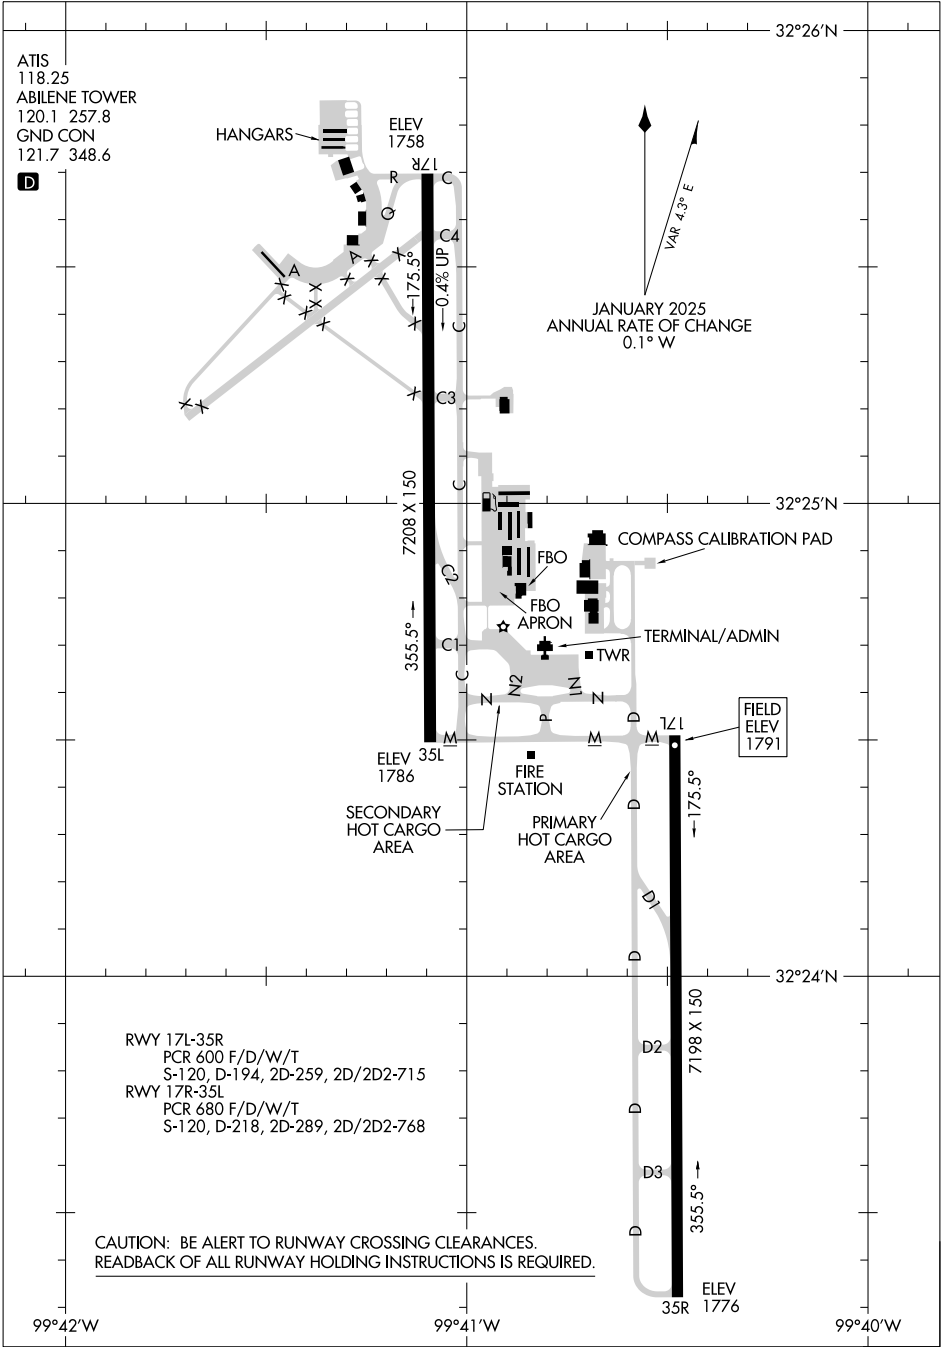 32°26'N
ATIS
118.25
ABILENE TOWER
120.1 257.8
GND CON
121.7 348.6
D
HANGARS
ELEV
1758
17R
R
C
Q
C4
A
A
X
X
X
X
X
X
X
X
X
X
X
X
X
X
175.5°
0.4% UP
C
VAR 4.3° E
JANUARY 2025
ANNUAL RATE OF CHANGE
0.1° W
C3
7208 X 150
C
32°25'N
COMPASS CALIBRATION PAD
FBO
C2
FBO
APRON
355.5°
C1
TERMINAL/ADMIN
TWR
C
N
N2
N1
N
P
D
17L
FIELD
ELEV
1791
M
M
M
35L
ELEV
1786
FIRE
STATION
175.5°
SECONDARY
HOT CARGO
AREA
PRIMARY
HOT CARGO
AREA
D
D1
D
32°24'N
7198 X 150
RWY 17L-35R
PCR 600 F/D/W/T
S-120, D-194, 2D-259, 2D/2D2-715
RWY 17R-35L
PCR 680 F/D/W/T
S-120, D-218, 2D-289, 2D/2D2-768
D2
D
D3
355.5°
D
CAUTION: BE ALERT TO RUNWAY CROSSING CLEARANCES.
READBACK OF ALL RUNWAY HOLDING INSTRUCTIONS IS REQUIRED.
35R
ELEV
1776
99°42'W
99°41'W
99°40'W